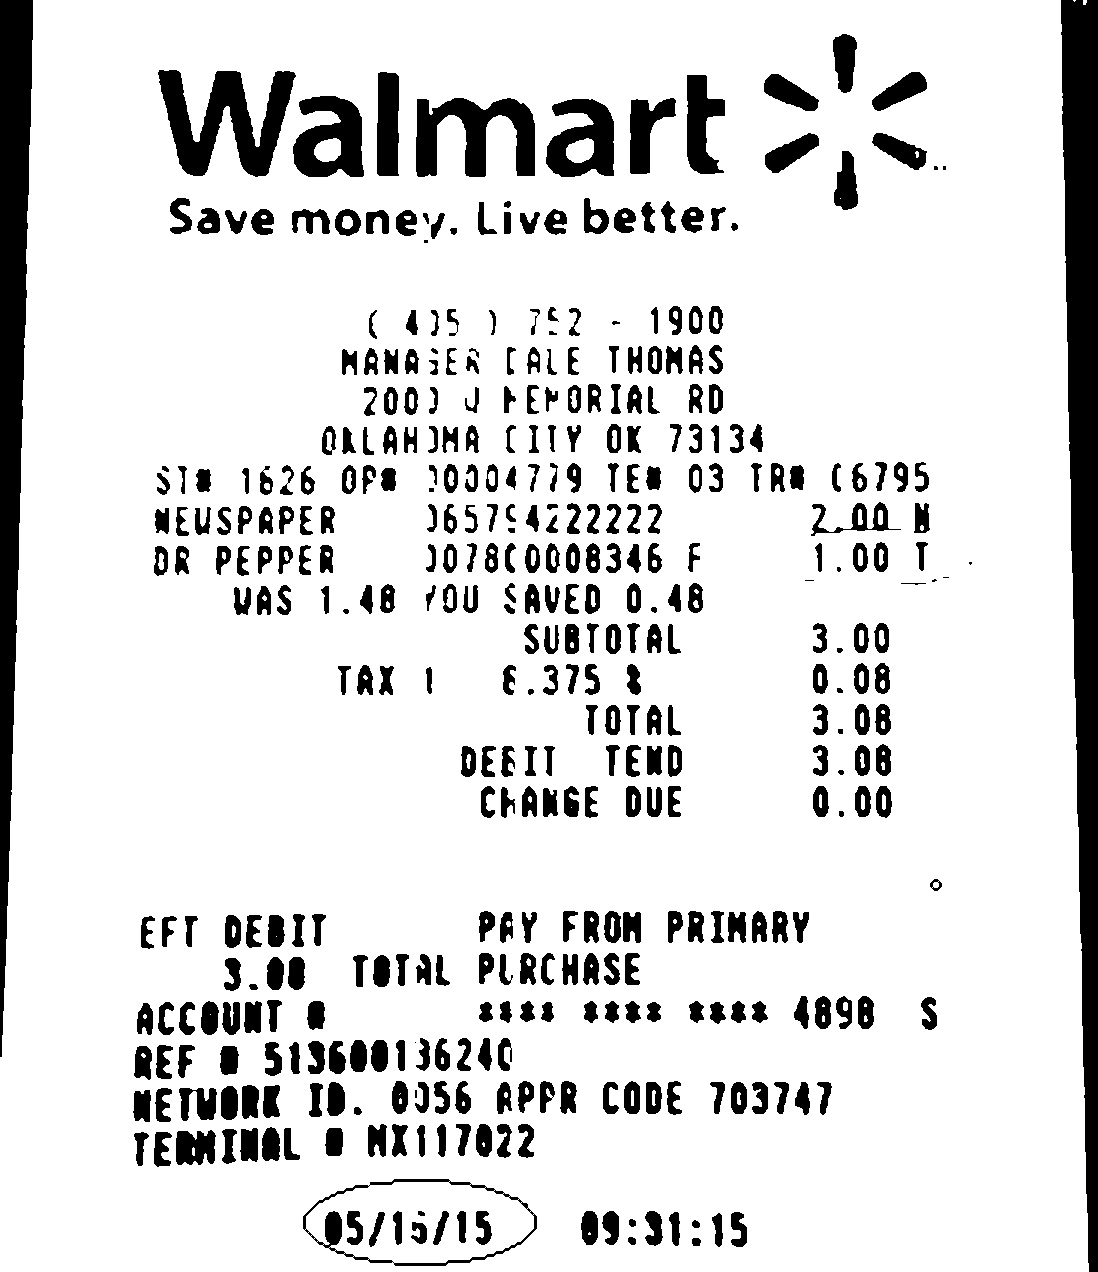 Walmart
Save money. Live better.
( 405 ) 752 - 1900
MANAGER DALE THOMAS
2000 W MEMORIAL RD
OKLAHOMA CITY OK 73134
ST# 1626 OP# 00004779 TE# 03 TR# 06795
NEWSPAPER 065794222222 2.00 N
DR PEPPER 007800008346 F 1.00 T
WAS 1.48 YOU SAVED 0.48
SUBTOTAL 3.00
TAX 1 8.375 % 0.08
TOTAL 3.08
DEBIT TEND 3.08
CHANGE DUE 0.00
EFT DEBIT PAY FROM PRIMARY
3.08 TOTAL PURCHASE
ACCOUNT # **** **** **** 4898 S
REF # 513600136240
NETWORK ID. 0056 APPR CODE 703747
TERMINAL # MX117022
05/16/15 09:31:15